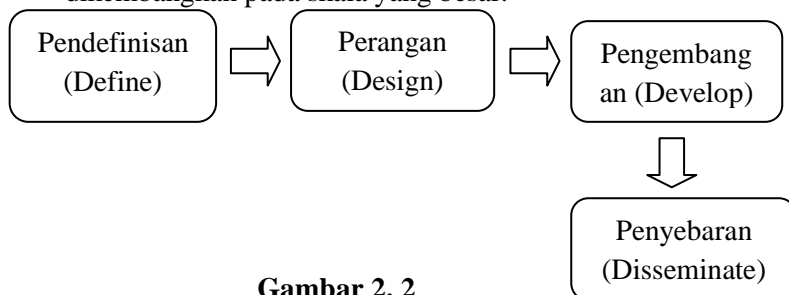 dikembangkan pada skala yang besar.
Pendefinisan
(Define)
Perangan
(Design)
Pengembang
an (Develop)
Penyebaran
(Disseminate)
Gambar 2. 2